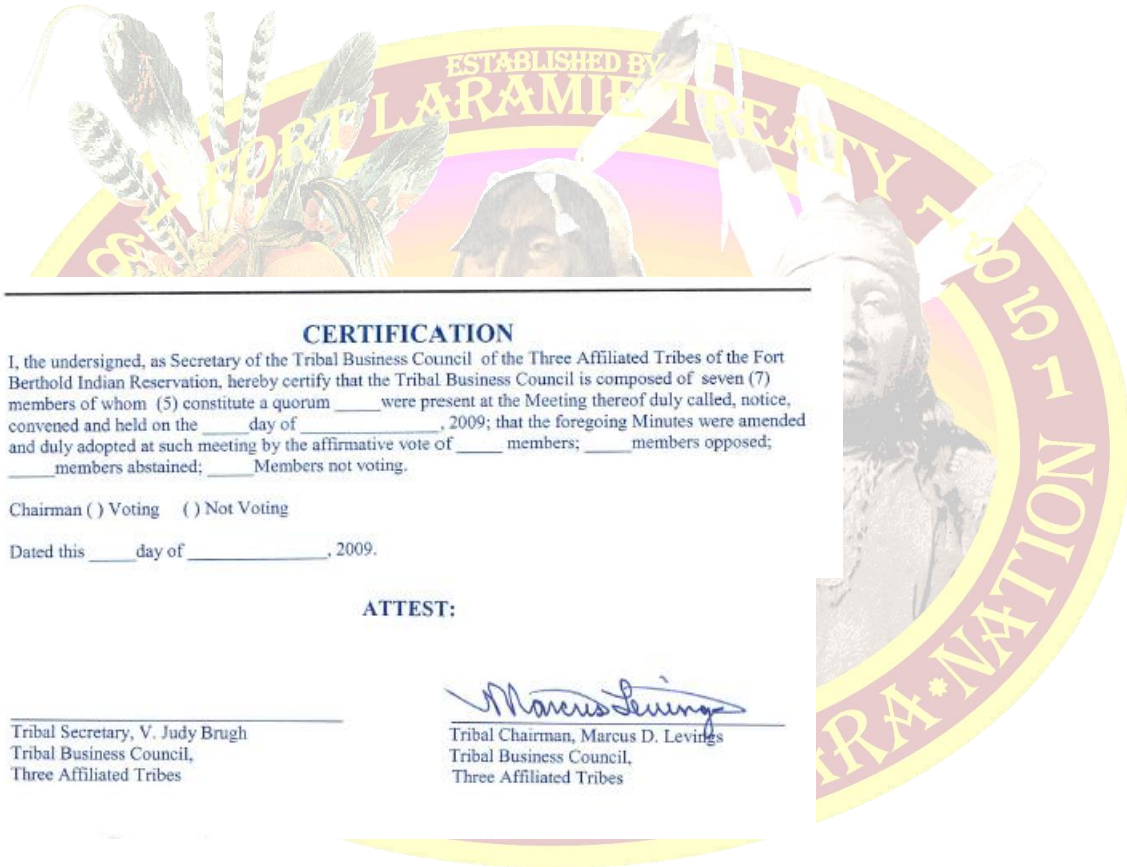 ESTABLISHED BY
FORT LARAMIE TREATY 1851
NATION
CERTIFICATION
I, the undersigned, as Secretary of the Tribal Business Council of the Three Affiliated Tribes of the Fort
Berthold Indian Reservation, hereby certify that the Tribal Business Council is composed of seven (7)
members of whom (5) constitute a quorum _____were present at the Meeting thereof duly called, notice,
convened and held on the _____day of _______________, 2009; that the foregoing Minutes were amended
and duly adopted at such meeting by the affirmative vote of _____ members; _____members opposed;
_____members abstained; _____Members not voting.
Chairman ( ) Voting ( ) Not Voting
Dated this _____day of _______________, 2009.
ATTEST:
Marcus Levings
Tribal Secretary, V. Judy Brugh
Tribal Business Council,
Three Affiliated Tribes
Tribal Chairman, Marcus D. Levings
Tribal Business Council,
Three Affiliated Tribes